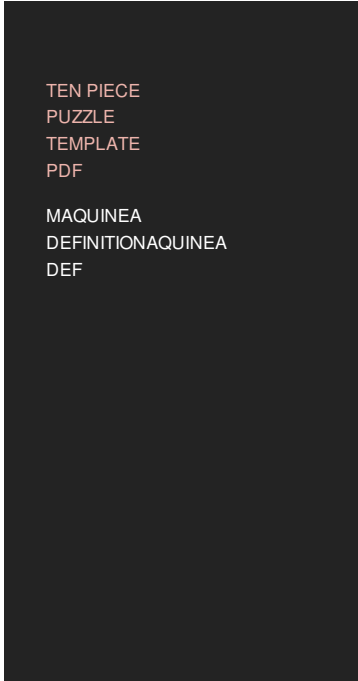 TEN PIECE
PUZZLE
TEMPLATE
PDF
MAQUINEA
DEFINITIONAQUINEA
DEF